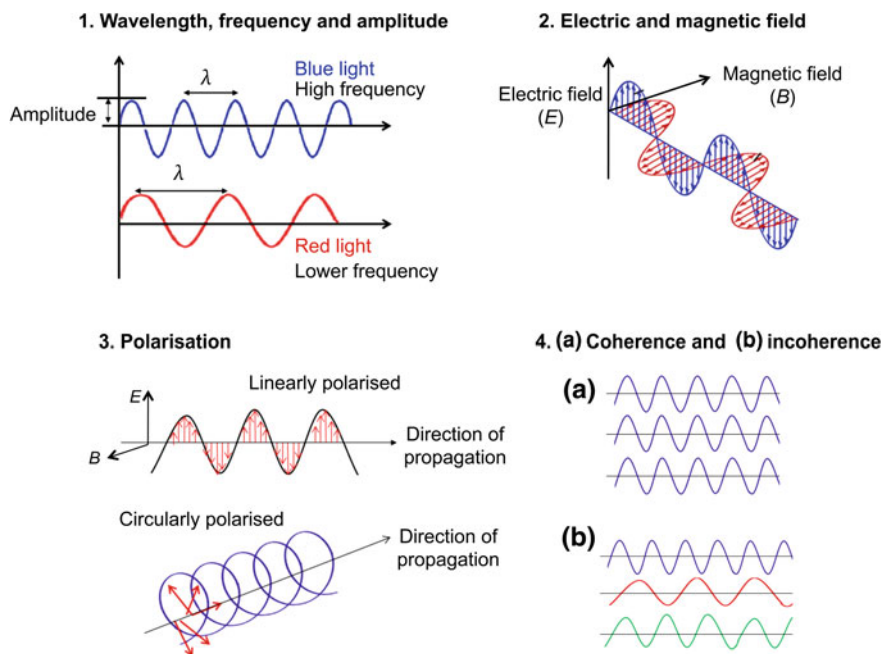 1. Wavelength, frequency and amplitude
Blue light
High frequency
λ
Amplitude
λ
Red light
Lower frequency
2. Electric and magnetic field
Electric field
(E)
Magnetic field
(B)
3. Polarisation
Linearly polarised
E
B
Direction of
propagation
Circularly polarised
Direction of
propagation
4. (a) Coherence and (b) incoherence
(a)
(b)